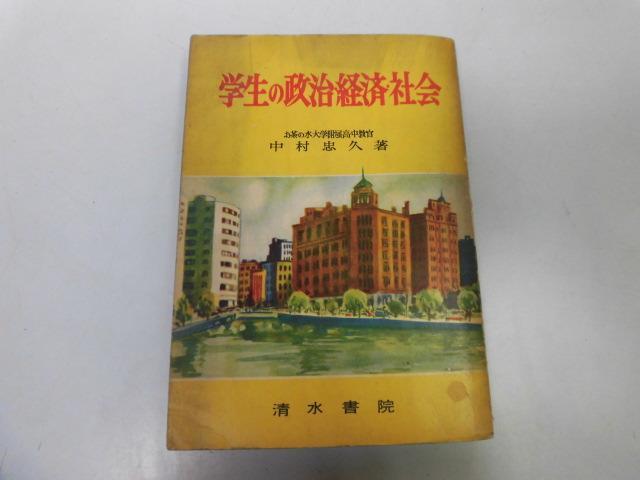 学生の政治・経済・社会
お茶の水大学附属高中教官
中村忠久著
清水書院